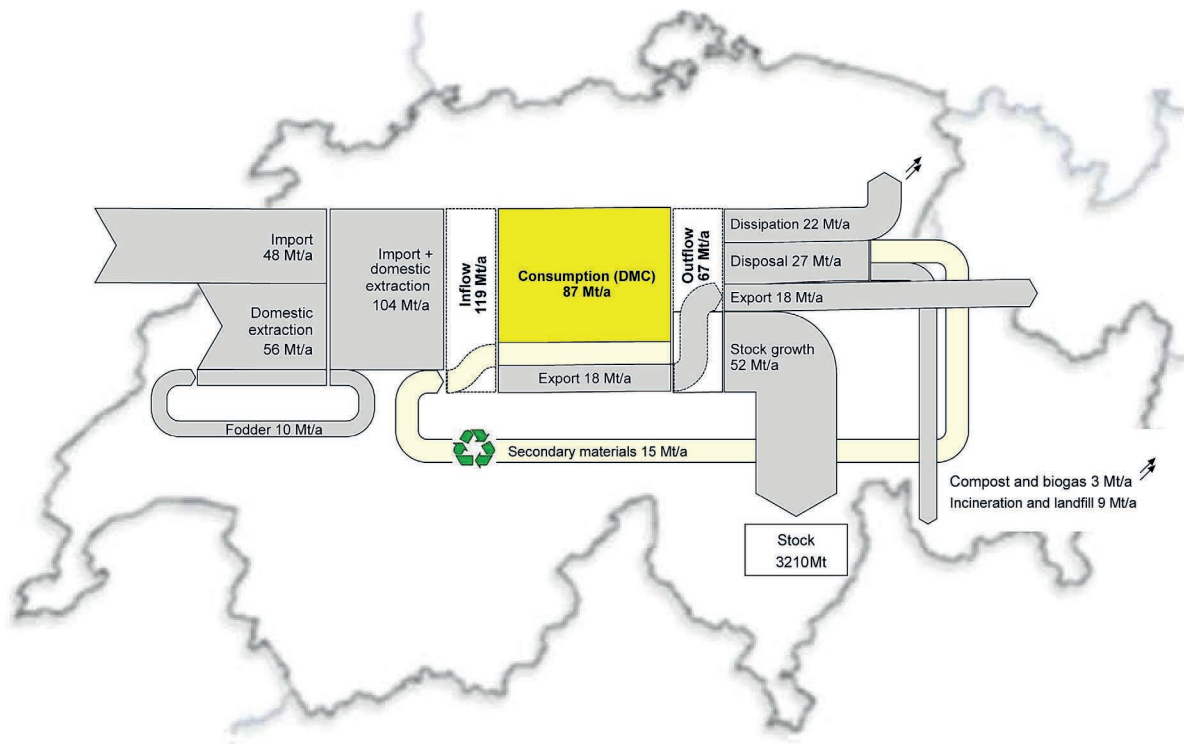 Import
48 Mt/a
Domestic
extraction
56 Mt/a
Fodder 10 Mt/a
Import +
domestic
extraction
104 Mt/a
Inflow
119 Mt/a
Consumption (DMC)
87 Mt/a
Export 18 Mt/a
Outflow
67 Mt/a
Dissipation 22 Mt/a
Disposal 27 Mt/a
Export 18 Mt/a
Stock growth
52 Mt/a
Secondary materials 15 Mt/a
Compost and biogas 3 Mt/a
Incineration and landfill 9 Mt/a
Stock
3210Mt